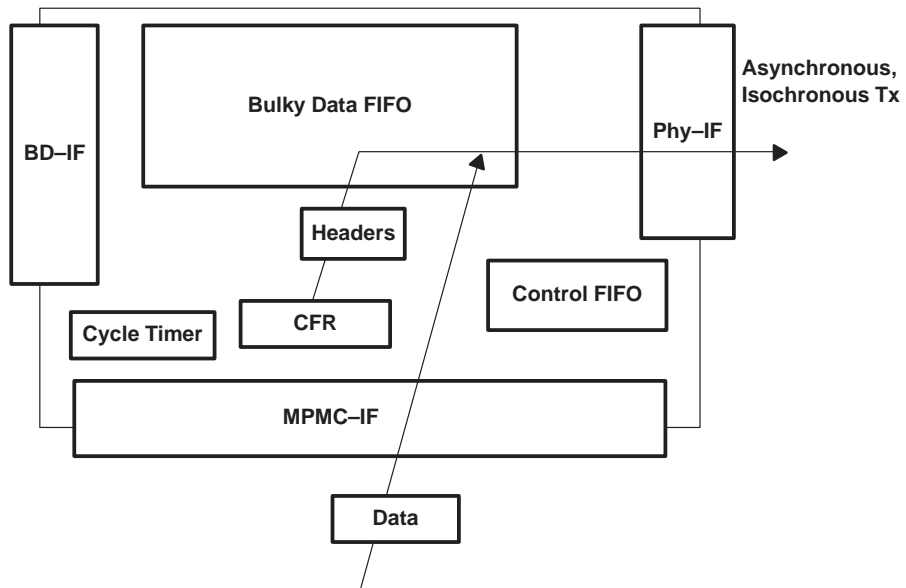 Asynchronous,
Isochronous Tx
Bulky Data FIFO
Phy–IF
BD–IF
Headers
Control FIFO
CFR
Cycle Timer
MPMC–IF
Data